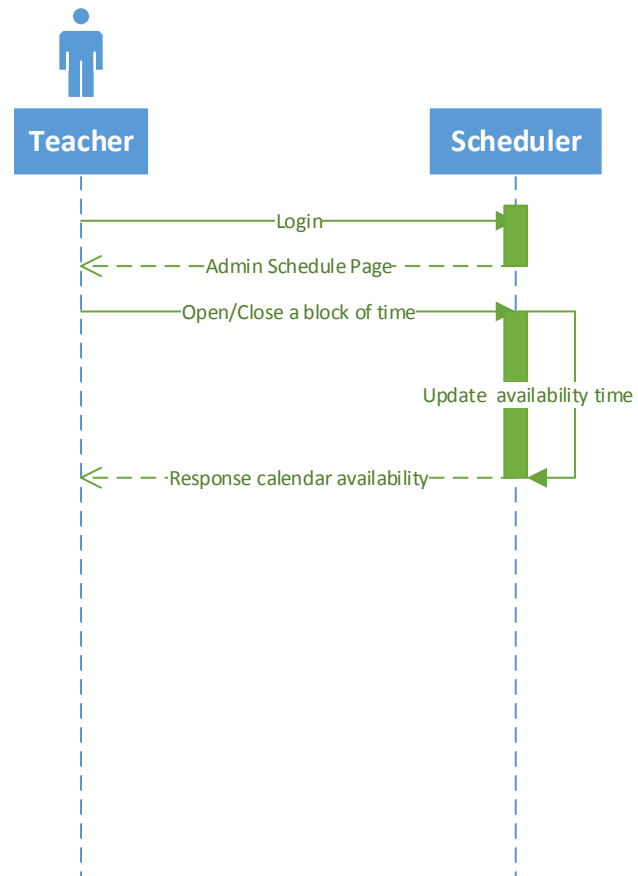 Teacher
Scheduler
Login
Admin Schedule Page
Open/Close a block of time
Update availability time
Response calendar availability